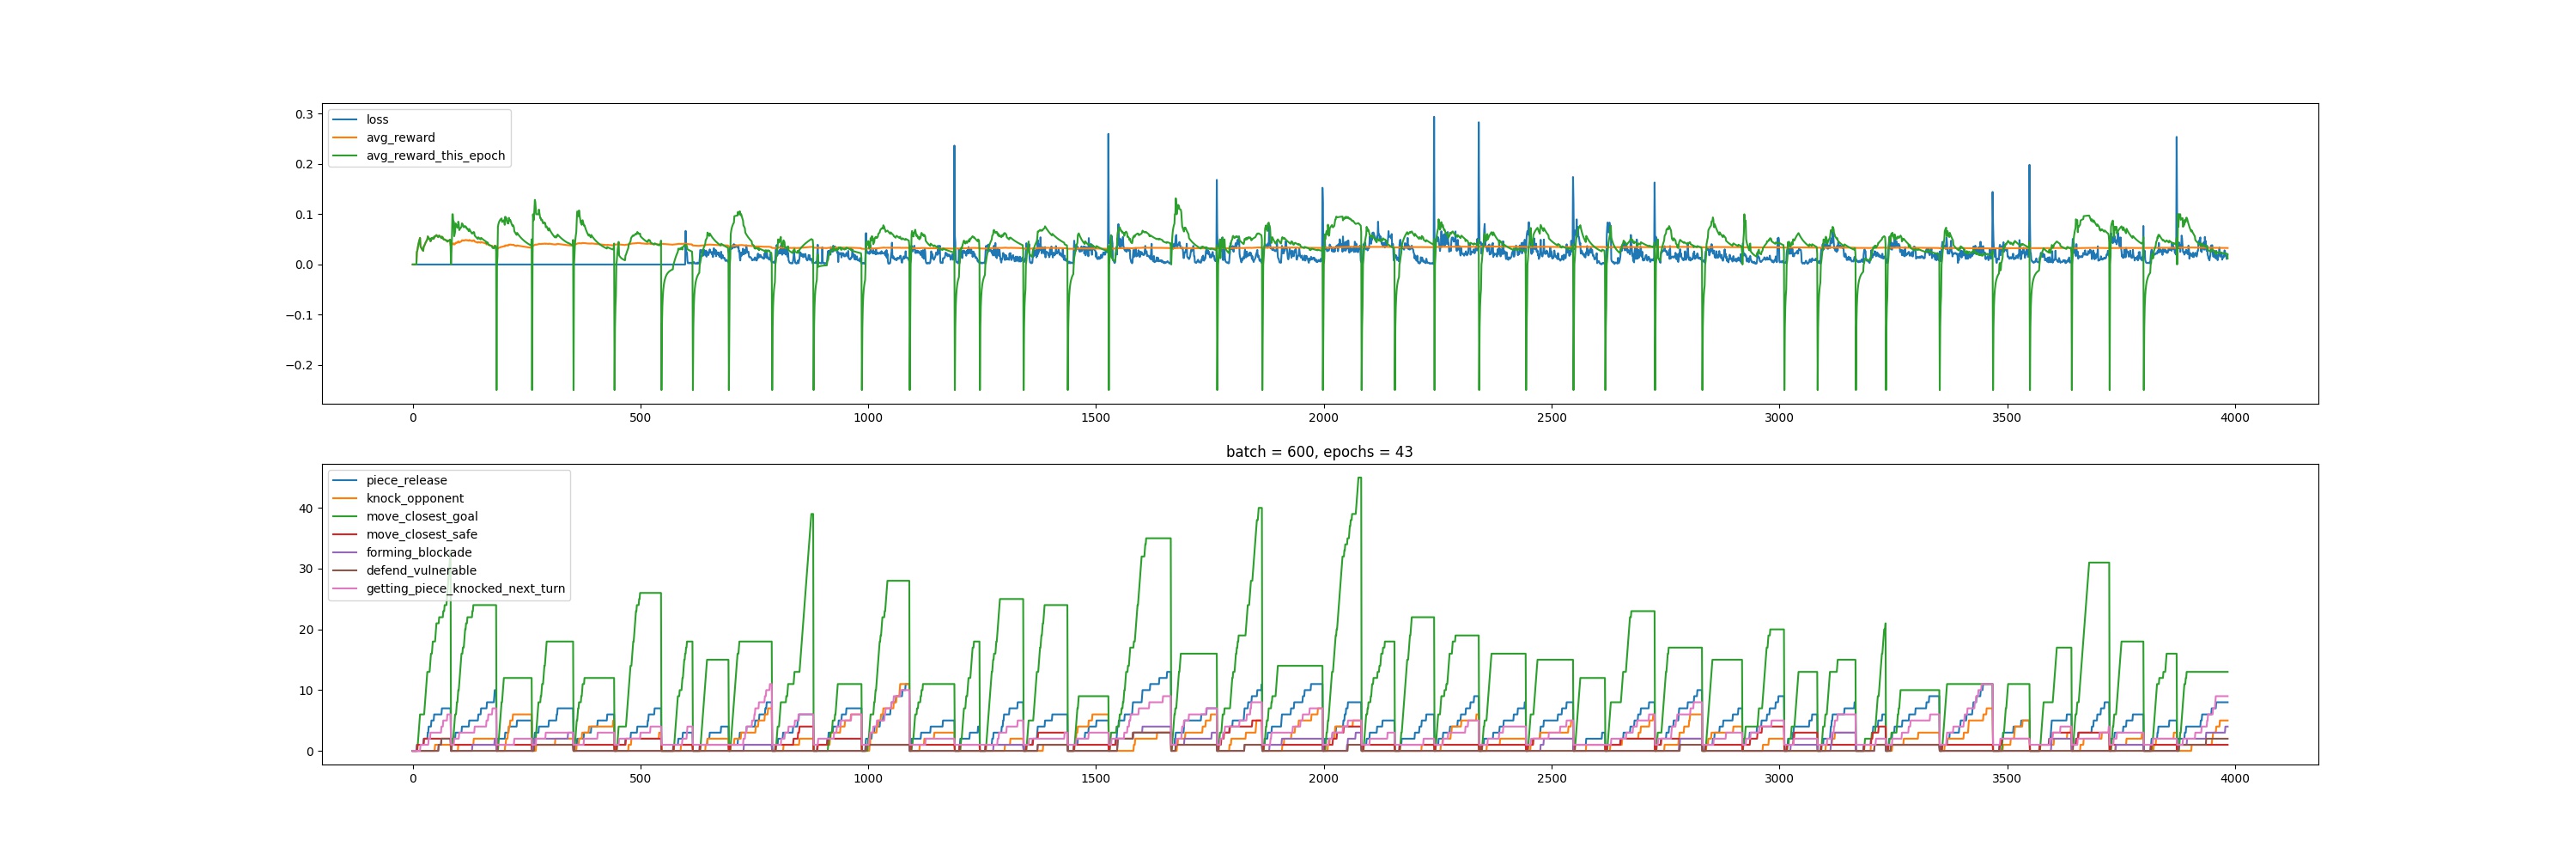 0.3
0.2
0.1
0.0
−0.1
−0.2
loss
avg_reward
avg_reward_this_epoch
0 500 1000 1500 2000 2500 3000 3500 4000
batch = 600, epochs = 43
40
30
20
10
0
piece_release
knock_opponent
move_closest_goal
move_closest_safe
forming_blockade
defend_vulnerable
getting_piece_knocked_next_turn
0 500 1000 1500 2000 2500 3000 3500 4000